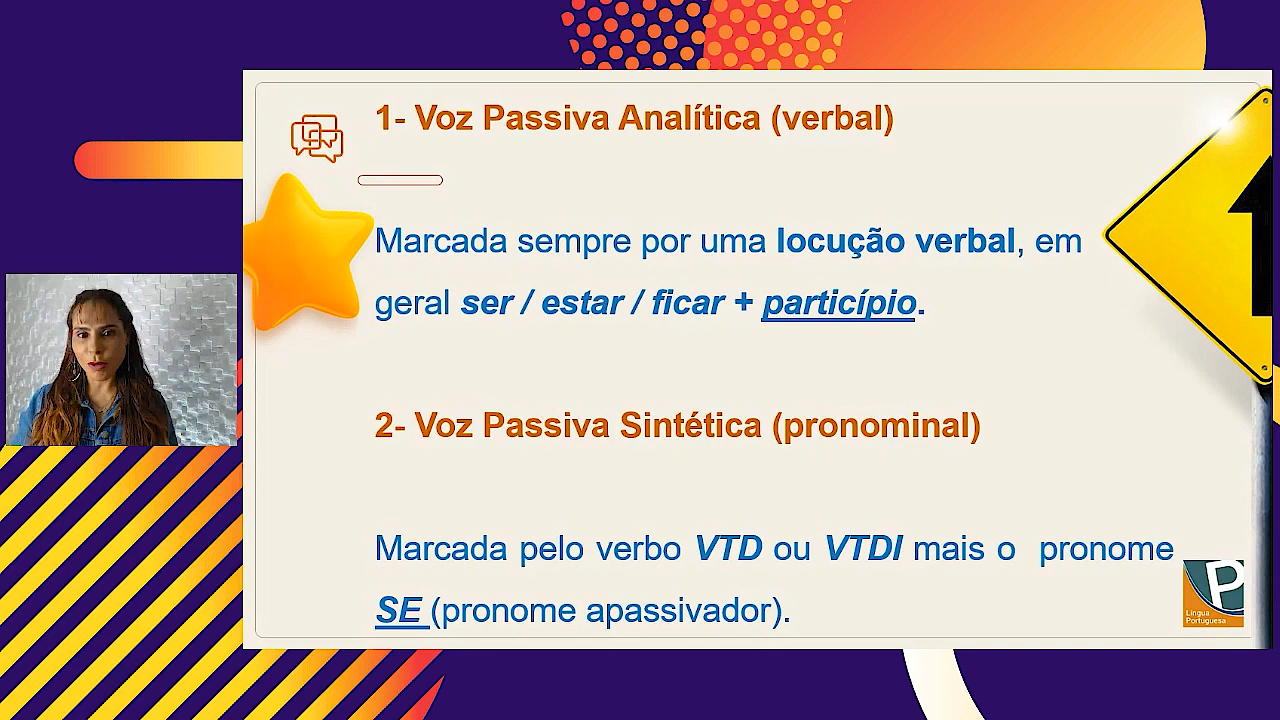 1- Voz Passiva Analítica (verbal)
Marcada sempre por uma locução verbal, em
geral ser / estar / ficar + particípio.
2- Voz Passiva Sintética (pronominal)
Marcada pelo verbo VTD ou VTDI mais o pronome
SE (pronome apassivador).
P
Língua
Portuguesa